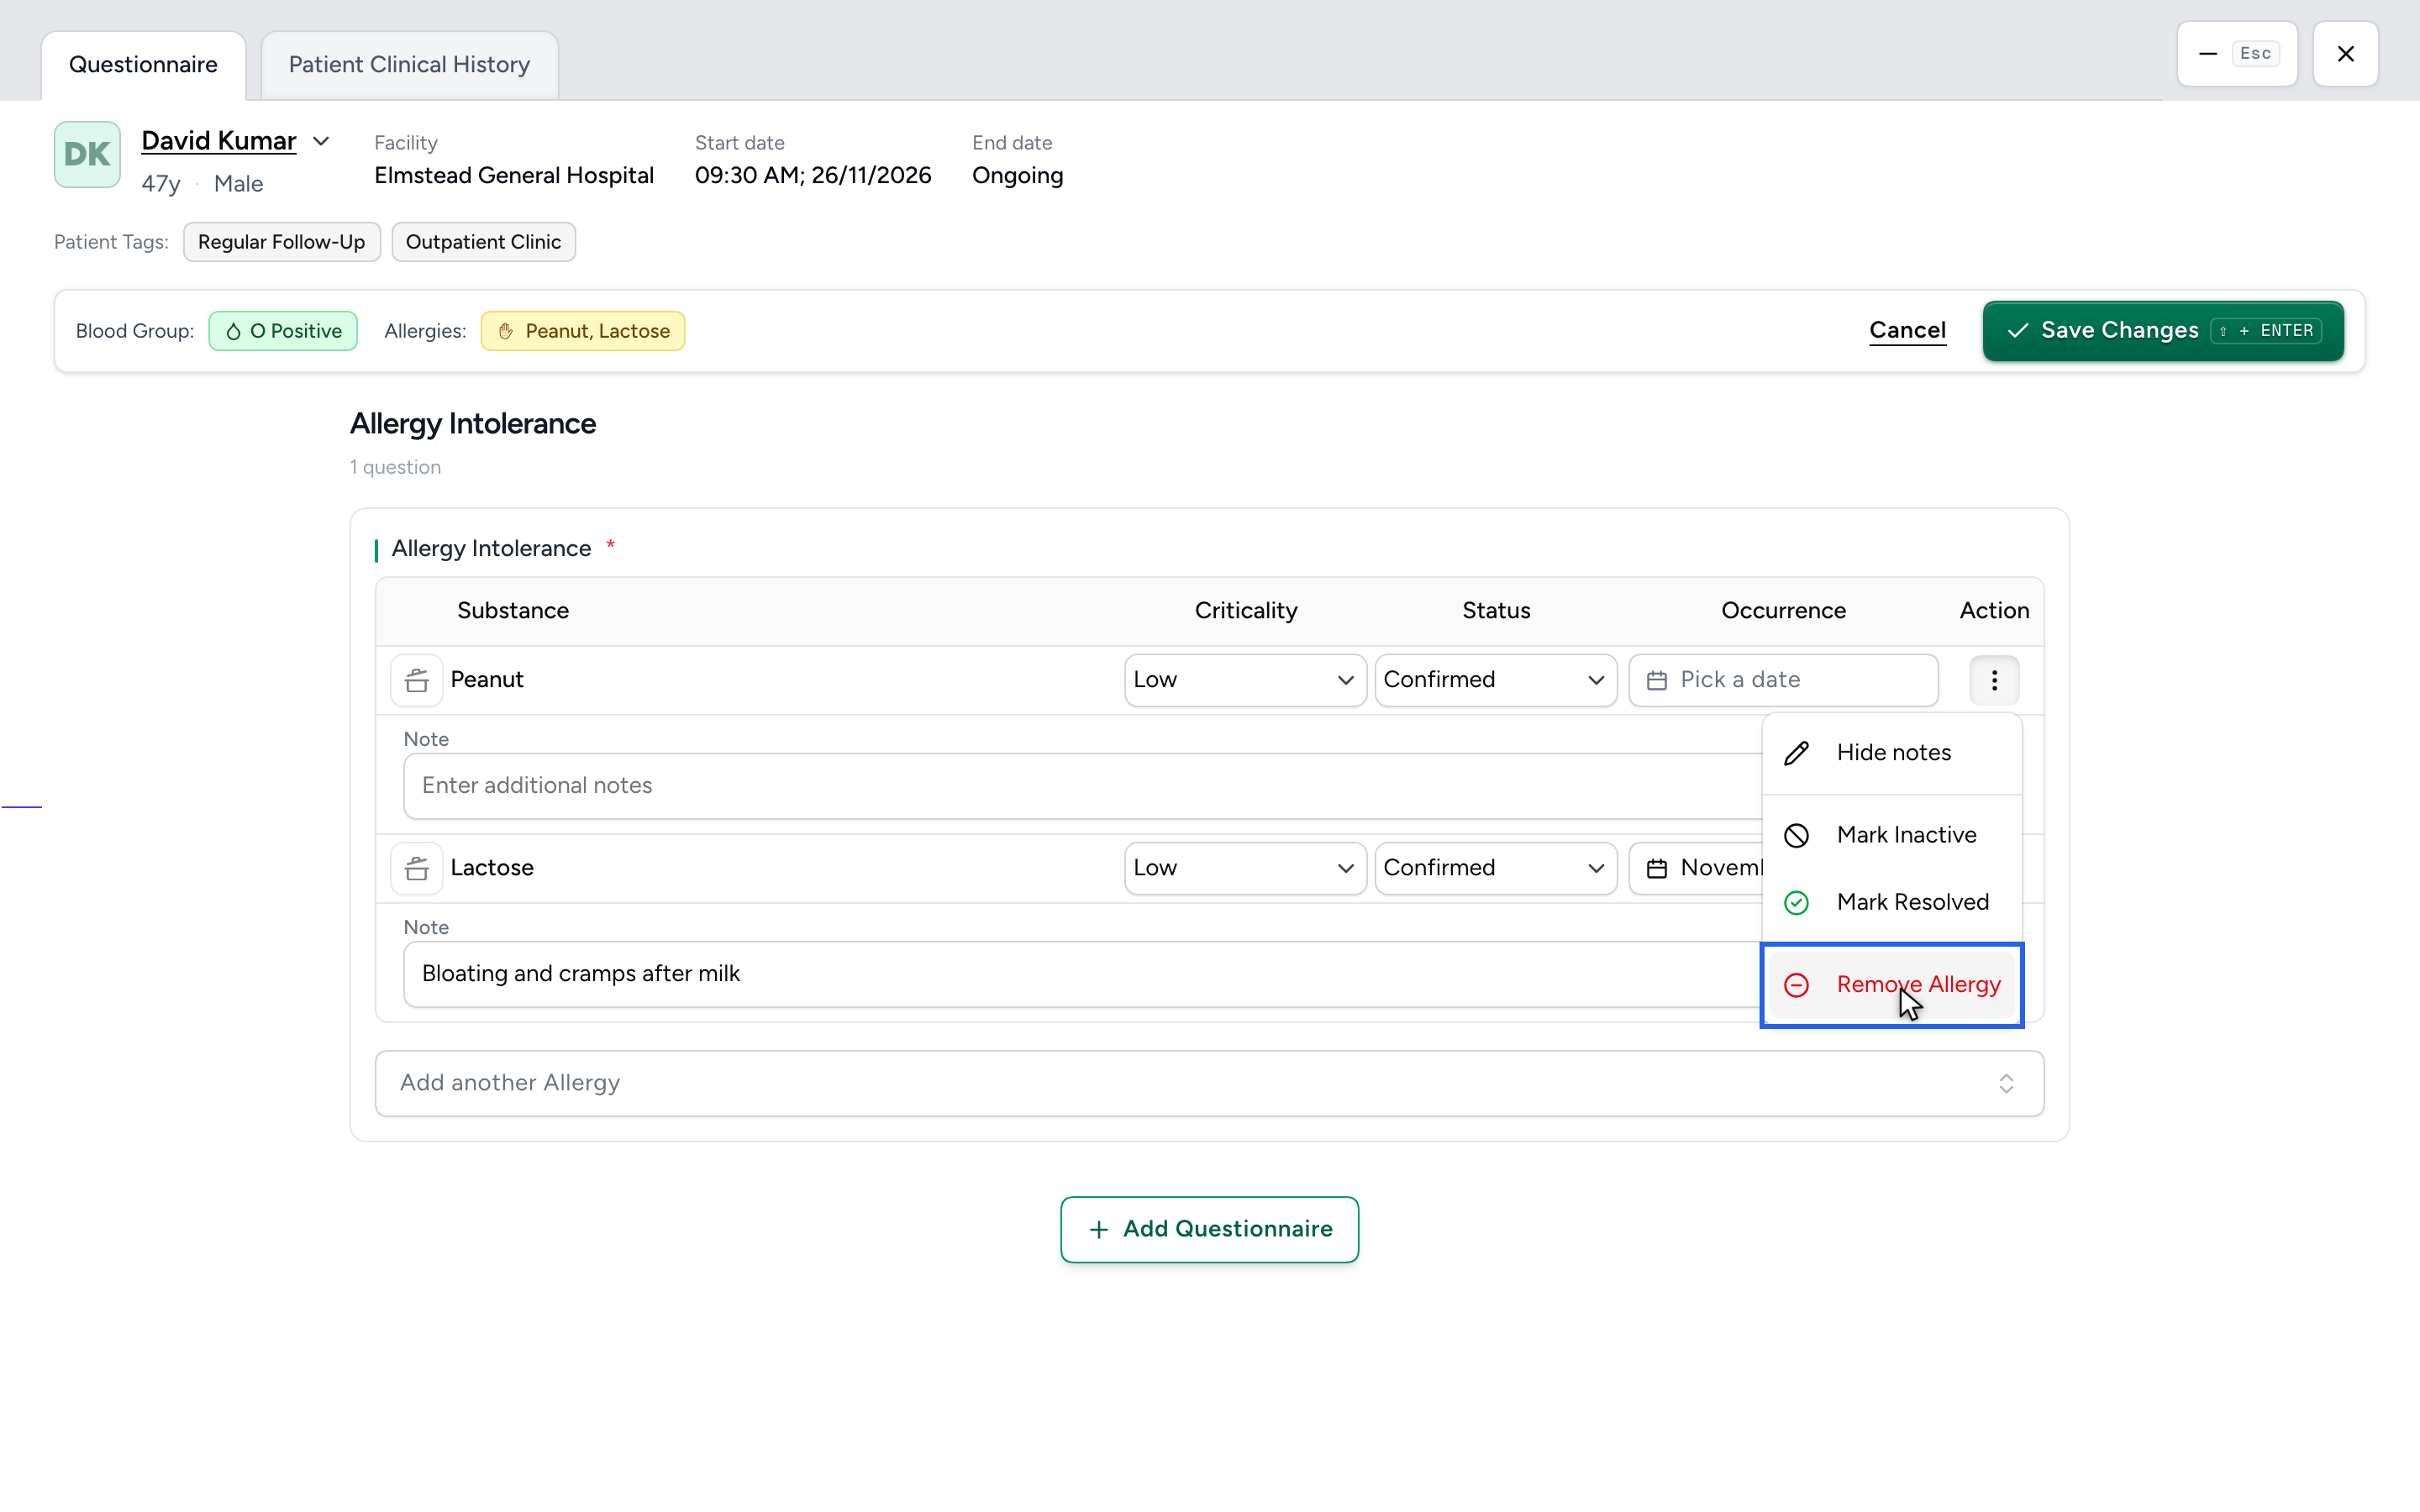 Questionnaire
Patient Clinical History
Esc
DK
David Kumar
47y · Male
Facility
Elmstead General Hospital
Start date
09:30 AM; 26/11/2026
End date
Ongoing
Patient Tags: Regular Follow-Up Outpatient Clinic
Blood Group: O Positive Allergies: Peanut, Lactose
Cancel
Save Changes ⇧ + ENTER
Allergy Intolerance
1 question
Allergy Intolerance *
Substance Criticality Status Occurrence Action
Peanut Low Confirmed Pick a date
Note
Enter additional notes
Lactose Low Confirmed
Note
Bloating and cramps after milk
Hide notes
Mark Inactive
Mark Resolved
Remove Allergy
Add another Allergy
+ Add Questionnaire